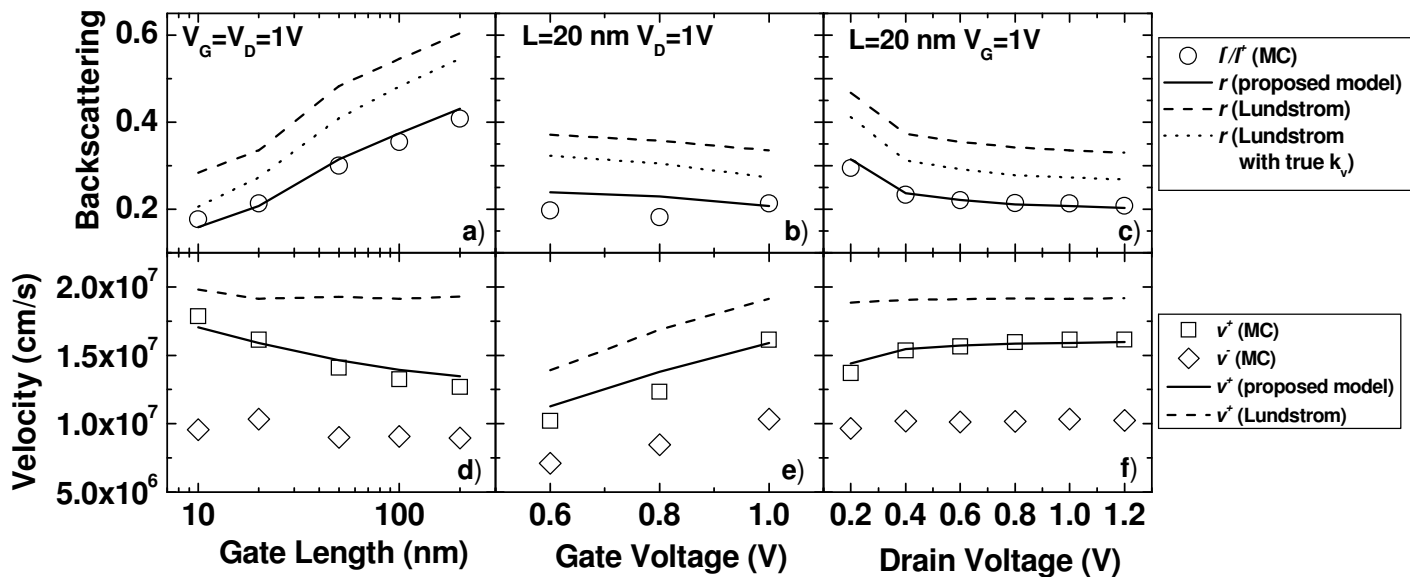 Backscattering
0.6
0.4
0.2
V_G=V_D=1V
a)
L=20 nm V_D=1V
b)
L=20 nm V_G=1V
c)
I⁻/I⁺ (MC)
r (proposed model)
r (Lundstrom)
r (Lundstrom
with true k_v)
Velocity (cm/s)
2.0x10⁷
1.5x10⁷
1.0x10⁷
5.0x10⁶
d)
e)
f)
v⁺ (MC)
v⁻ (MC)
v⁺ (proposed model)
v⁺ (Lundstrom)
10 100
0.6 0.8 1.0
0.2 0.4 0.6 0.8 1.0 1.2
Gate Length (nm)
Gate Voltage (V)
Drain Voltage (V)